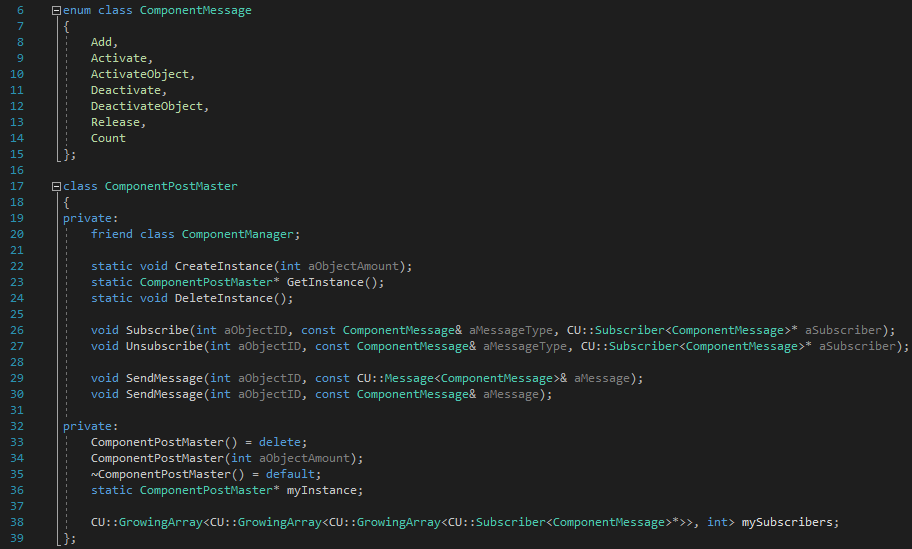 6 enum class ComponentMessage
7 {
8 Add,
9 Activate,
10 ActivateObject,
11 Deactivate,
12 DeactivateObject,
13 Release,
14 Count
15 };
16
17 class ComponentPostMaster
18 {
19 private:
20 friend class ComponentManager;
21
22 static void CreateInstance(int aObjectAmount);
23 static ComponentPostMaster* GetInstance();
24 static void DeleteInstance();
25
26 void Subscribe(int aObjectID, const ComponentMessage& aMessageType, CU::Subscriber<ComponentMessage>* aSubscriber);
27 void Unsubscribe(int aObjectID, const ComponentMessage& aMessageType, CU::Subscriber<ComponentMessage>* aSubscriber);
28
29 void SendMessage(int aObjectID, const CU::Message<ComponentMessage>& aMessage);
30 void SendMessage(int aObjectID, const ComponentMessage& aMessage);
31
32 private:
33 ComponentPostMaster() = delete;
34 ComponentPostMaster(int aObjectAmount);
35 ~ComponentPostMaster() = default;
36 static ComponentPostMaster* myInstance;
37
38 CU::GrowingArray<CU::GrowingArray<CU::GrowingArray<CU::Subscriber<ComponentMessage>*>>, int> mySubscribers;
39 };